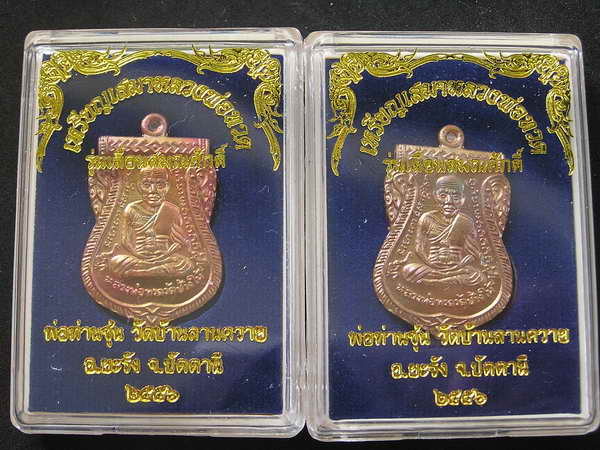 เหรียญเสมาหลวงพ่อทวด
รุ่นเลื่อนสมณศักดิ์
พ่อท่านชุ่น วัดบ้านลานควาย
อ.ยะรัง จ.ปัตตานี
๒๕๕๖
เหรียญเสมาหลวงพ่อทวด
รุ่นเลื่อนสมณศักดิ์
พ่อท่านชุ่น วัดบ้านลานควาย
อ.ยะรัง จ.ปัตตานี
๒๕๕๖